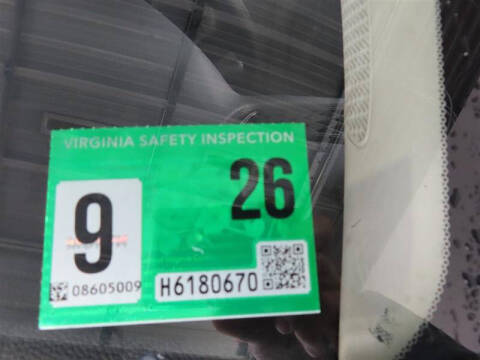 VIRGINIA SAFETY INSPECTION
9
26
08605009
H6180670